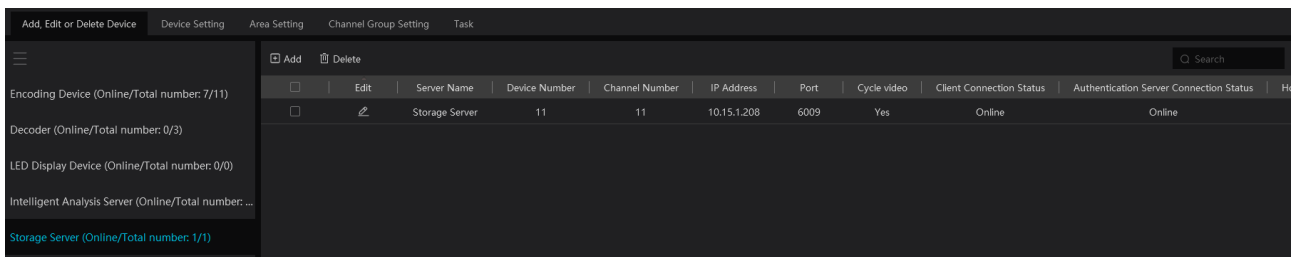 Add, Edit or Delete Device Device Setting Area Setting Channel Group Setting Task
Add Delete Search
Edit Server Name Device Number Channel Number IP Address Port Cycle video Client Connection Status Authentication Server Connection Status
Storage Server 11 11 10.15.1.208 6009 Yes Online Online
Encoding Device (Online/Total number: 7/11)
Decoder (Online/Total number: 0/3)
LED Display Device (Online/Total number: 0/0)
Intelligent Analysis Server (Online/Total number: ...
Storage Server (Online/Total number: 1/1)